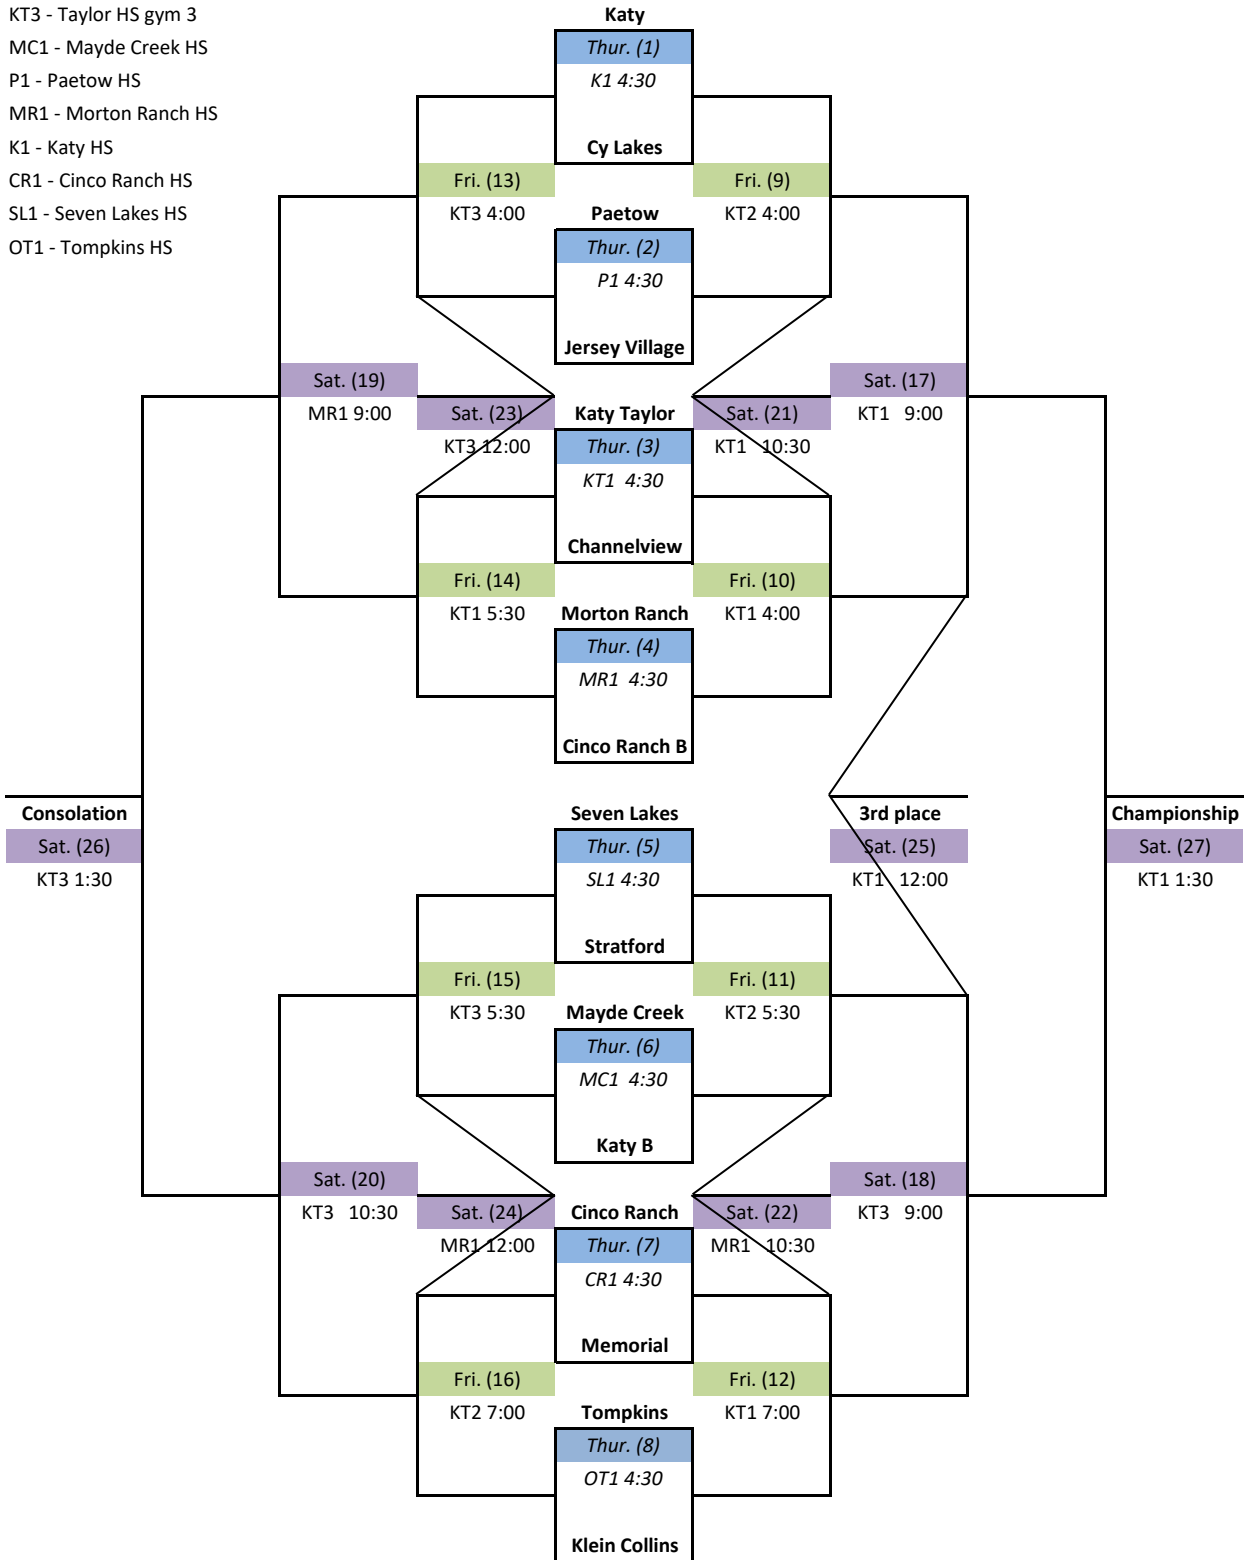 KT3 - Taylor HS gym 3
MC1 - Mayde Creek HS
P1 - Paetow HS
MR1 - Morton Ranch HS
K1 - Katy HS
CR1 - Cinco Ranch HS
SL1 - Seven Lakes HS
OT1 - Tompkins HS
Katy
Thur. (1)
K1 4:30
Cy Lakes
Fri. (13)
Fri. (9)
KT3 4:00
Paetow
KT2 4:00
Thur. (2)
P1 4:30
Jersey Village
Sat. (19)
Sat. (17)
MR1 9:00
Sat. (23)
Katy Taylor
Sat. (21)
KT1 9:00
KT3 12:00
Thur. (3)
KT1 10:30
KT1 4:30
Channelview
Fri. (14)
Fri. (10)
KT1 5:30
Morton Ranch
KT1 4:00
Thur. (4)
MR1 4:30
Cinco Ranch B
Consolation
Seven Lakes
3rd place
Championship
Sat. (26)
Thur. (5)
Sat. (25)
Sat. (27)
KT3 1:30
SL1 4:30
KT1 12:00
KT1 1:30
Stratford
Fri. (15)
Fri. (11)
KT3 5:30
Mayde Creek
KT2 5:30
Thur. (6)
MC1 4:30
Katy B
Sat. (20)
Sat. (18)
KT3 10:30
Sat. (24)
Cinco Ranch
Sat. (22)
KT3 9:00
MR1 12:00
Thur. (7)
MR1 10:30
CR1 4:30
Memorial
Fri. (16)
Fri. (12)
KT2 7:00
Tompkins
KT1 7:00
Thur. (8)
OT1 4:30
Klein Collins